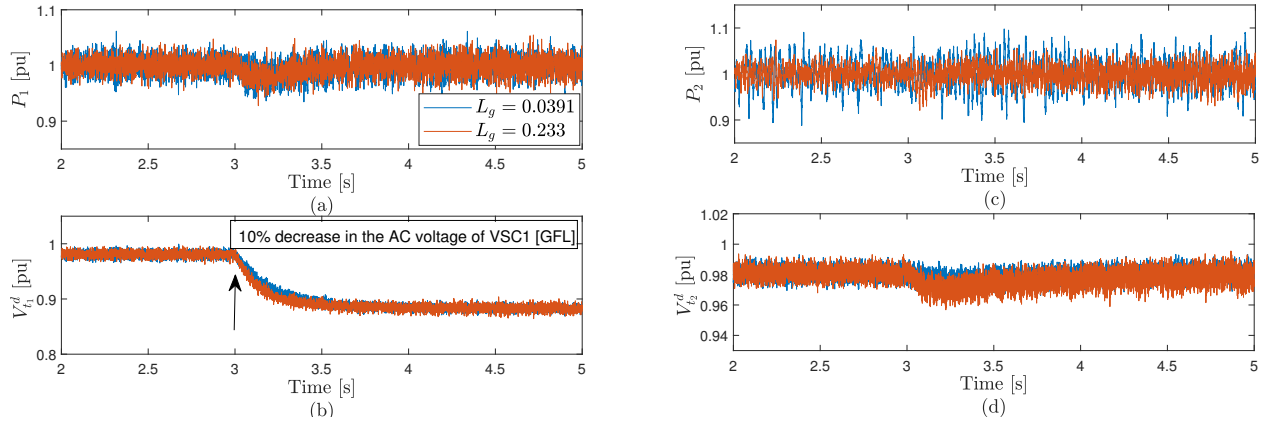 1.1
1
0.9
P₁ [pu]
L_g = 0.0391
L_g = 0.233
2 2.5 3 3.5 4 4.5 5
Time [s]
(a)
1
0.9
0.8
V^d_{t₁} [pu]
10% decrease in the AC voltage of VSC1 [GFL]
2 2.5 3 3.5 4 4.5 5
Time [s]
(b)
1.1
1
0.9
P₂ [pu]
2 2.5 3 3.5 4 4.5 5
Time [s]
(c)
1.02
1
0.98
0.96
0.94
V^d_{t₂} [pu]
2 2.5 3 3.5 4 4.5 5
Time [s]
(d)